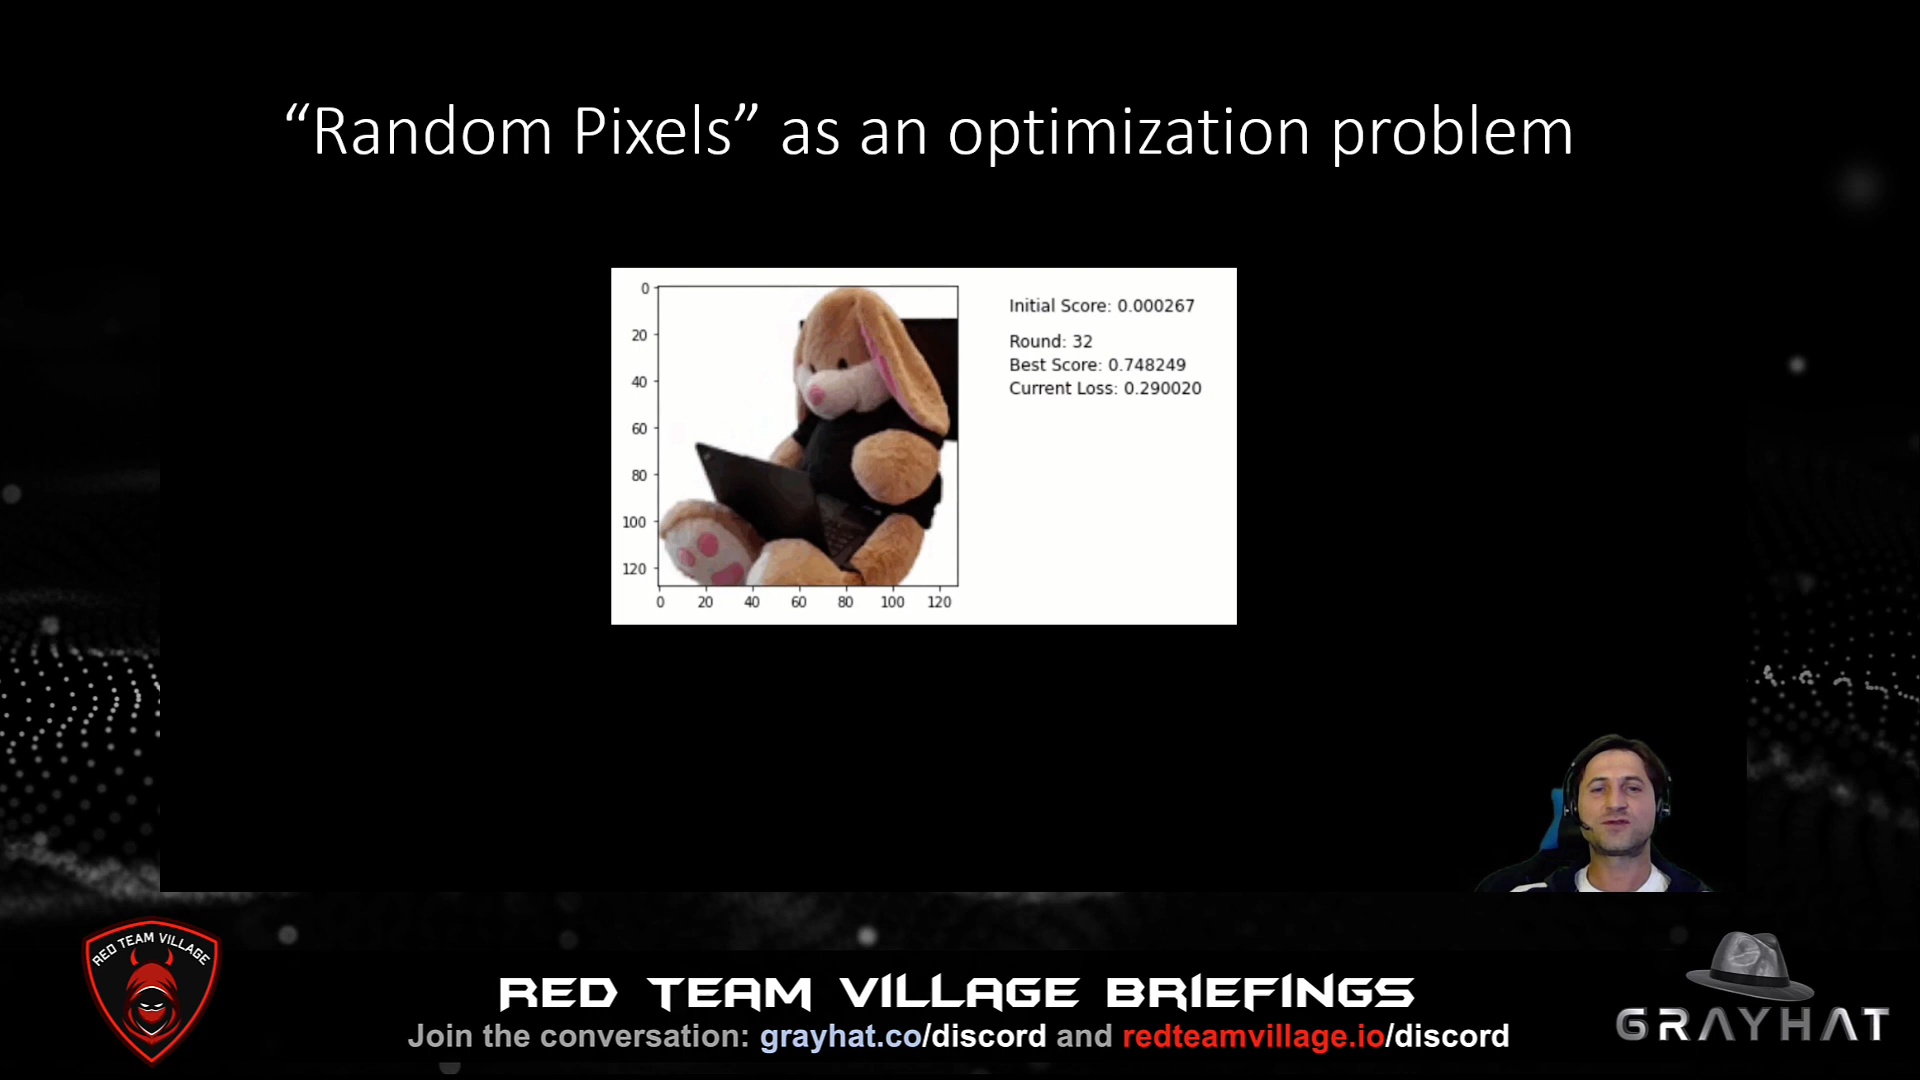 “Random Pixels” as an optimization problem
0
20
40
60
80
100
120
0 20 40 60 80 100 120
Initial Score: 0.000267
Round: 32
Best Score: 0.748249
Current Loss: 0.290020
RED TEAM VILLAGE
RED TEAM VILLAGE BRIEFINGS
Join the conversation: grayhat.co/discord and redteamvillage.io/discord
GRAYHAT